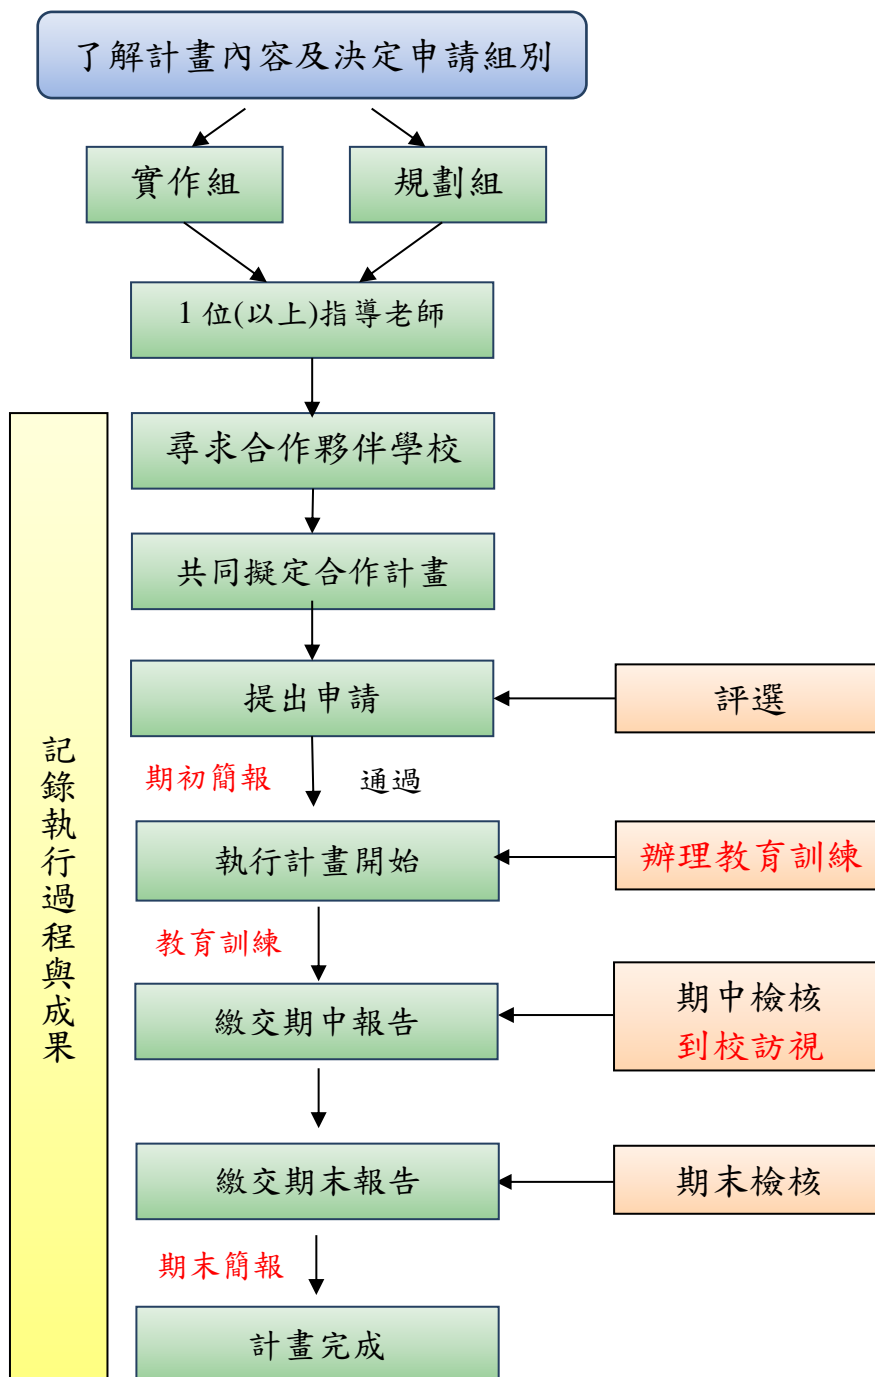 了解計畫內容及決定申請組別
實作組
規劃組
1 位(以上)指導老師
尋求合作夥伴學校
共同擬定合作計畫
提出申請
評選
期初簡報
通過
執行計畫開始
辦理教育訓練
教育訓練
繳交期中報告
期中檢核
到校訪視
繳交期末報告
期末檢核
期末簡報
計畫完成
記錄執行過程與成果